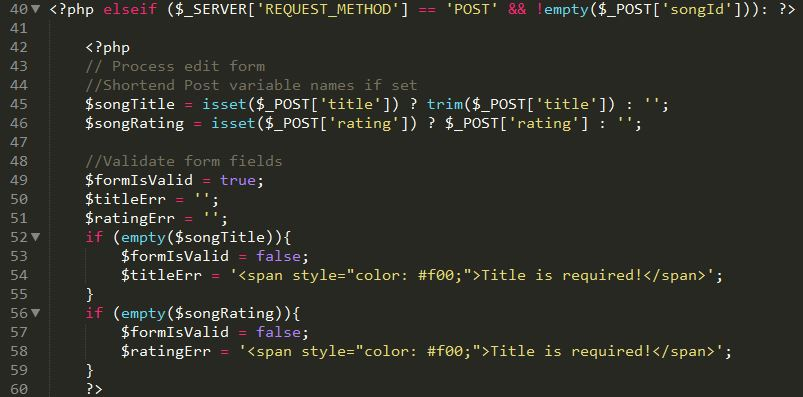 40 <?php elseif ($_SERVER['REQUEST_METHOD'] == 'POST' && !empty($_POST['songId'])): ?>
41
42 <?php
43 // Process edit form
44 //Shortend Post variable names if set
45 $songTitle = isset($_POST['title']) ? trim($_POST['title']) : '';
46 $songRating = isset($_POST['rating']) ? $_POST['rating'] : '';
47
48 //Validate form fields
49 $formIsValid = true;
50 $titleErr = '';
51 $ratingErr = '';
52 if (empty($songTitle)){
53 $formIsValid = false;
54 $titleErr = '<span style="color: #f00;">Title is required!</span>';
55 }
56 if (empty($songRating)){
57 $formIsValid = false;
58 $ratingErr = '<span style="color: #f00;">Title is required!</span>';
59 }
60 ?>